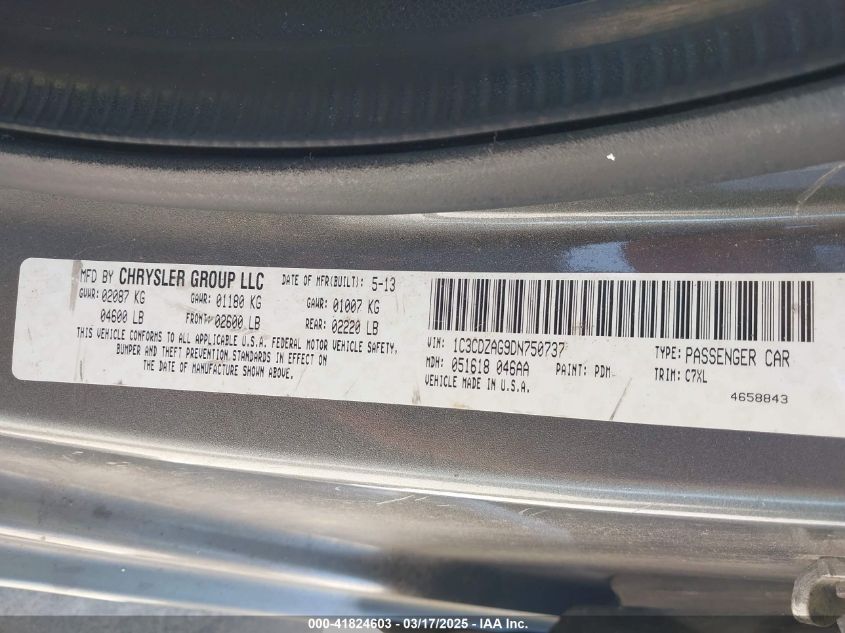 MFD BY CHRYSLER GROUP LLC DATE OF MFR(BUILT): 5-13
GVWR: 02087 KG GAWR: 01180 KG GAWR: 01007 KG
04600 LB FRONT: 02600 LB REAR: 02220 LB
THIS VEHICLE CONFORMS TO ALL APPLICABLE U.S.A. FEDERAL MOTOR VEHICLE SAFETY,
BUMPER AND THEFT PREVENTION STANDARDS IN EFFECT ON
THE DATE OF MANUFACTURE SHOWN ABOVE.
VIN: 1C3CDZAG9DN750737 TYPE: PASSENGER CAR
MDH: 051618 046AA PAINT: PDM TRIM: C7XL
VEHICLE MADE IN U.S.A.
4658843
000-41824603 - 03/17/2025 - IAAI.COM